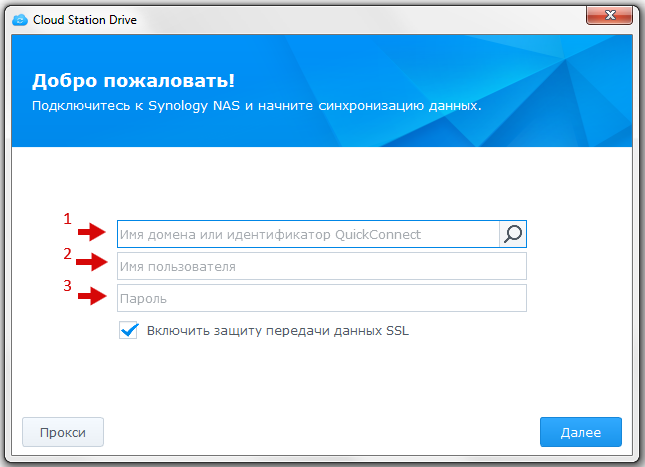 Cloud Station Drive
Добро пожаловать!
Подключитесь к Synology NAS и начните синхронизацию данных.
1
Имя домена или идентификатор QuickConnect
2
Имя пользователя
3
Пароль
Включить защиту передачи данных SSL
Прокси
Далее